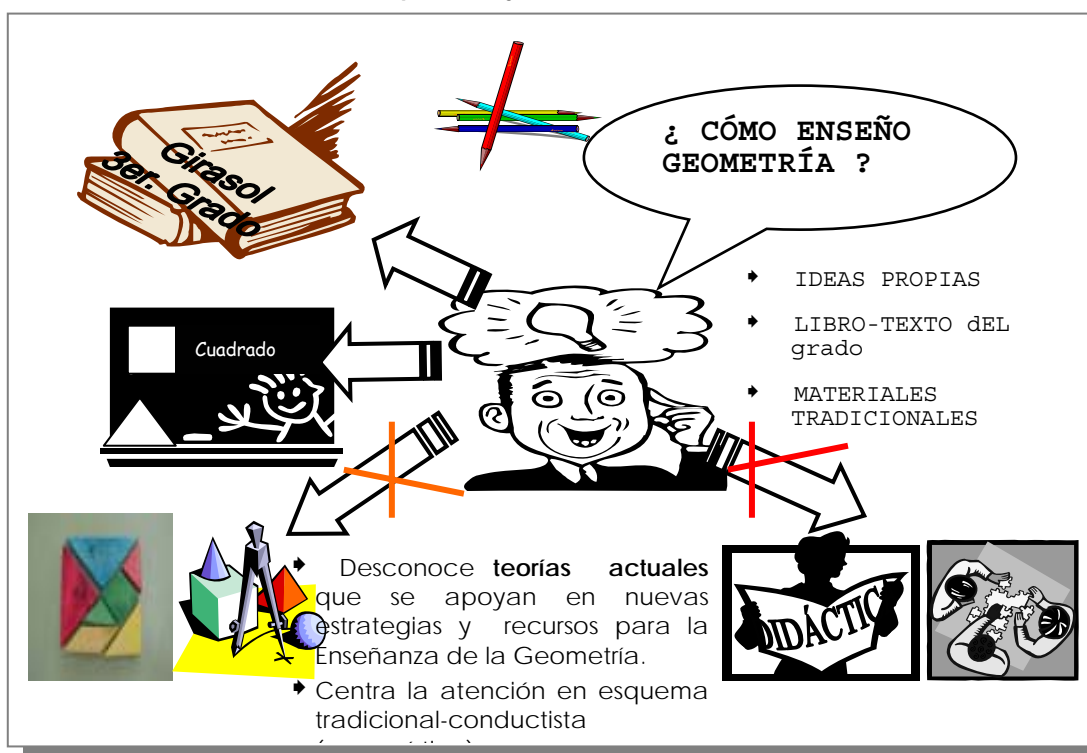 ¿ CÓMO ENSEÑO
GEOMETRÍA ?
Girasol
3er. Grado
IDEAS PROPIAS
LIBRO-TEXTO dEL
grado
MATERIALES
TRADICIONALES
Cuadrado
Desconoce teorías actuales
que se apoyan en nuevas
estrategias y recursos para la
Enseñanza de la Geometría.
Centra la atención en esquema
tradicional-conductista
DIDÁCTIC